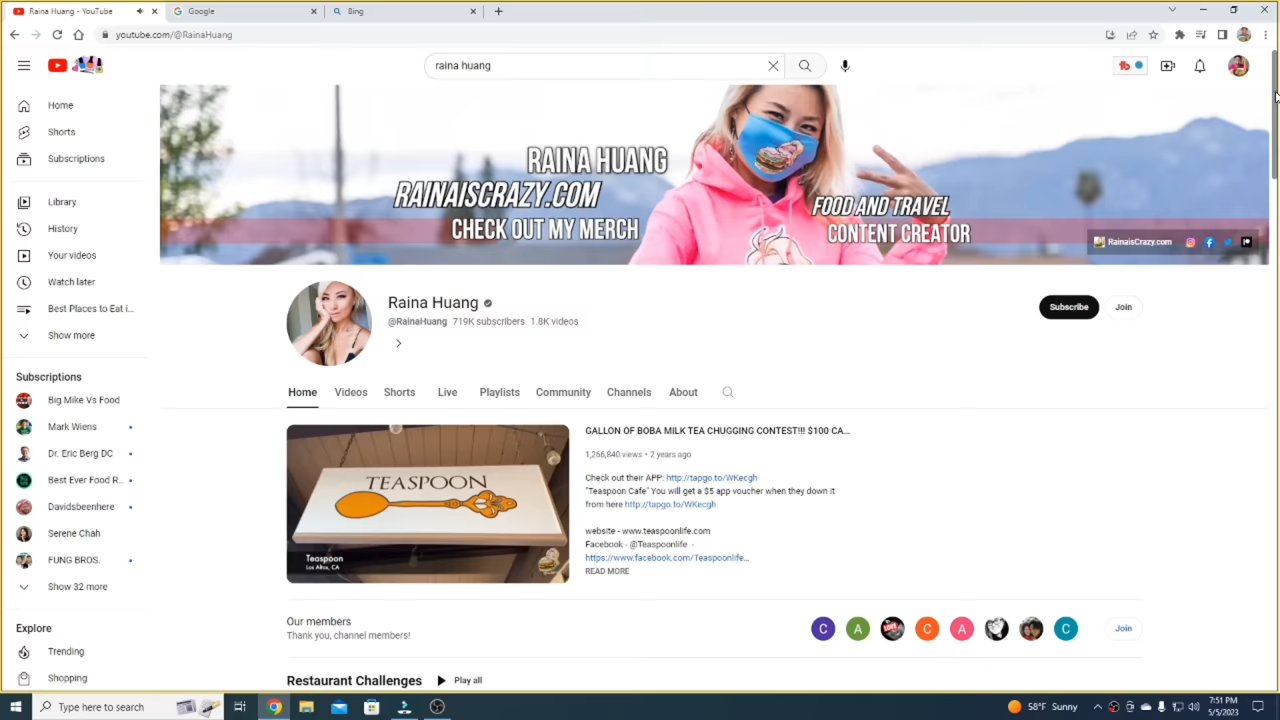 Raina Huang - YouTube
Google
Bing
youtube.com/@RainaHuang
raina huang
Home
Shorts
Subscriptions
Library
History
Your videos
Watch later
Best Places to Eat i...
Show more
Subscriptions
Big Mike Vs Food
Mark Wiens
Dr. Eric Berg DC
Best Ever Food R...
Davidsbeenhere
Serene Chah
FUNG BROS.
Show 32 more
Explore
Trending
Shopping
RAINA HUANG
RAINAISCRAZY.COM
CHECK OUT MY MERCH
FOOD AND TRAVEL
CONTENT CREATOR
RainaisCrazy.com
Raina Huang
@RainaHuang 719K subscribers 1.8K videos
Subscribe
Join
Home Videos Shorts Live Playlists Community Channels About
TEASPOON
Teaspoon
Los Altos, CA
GALLON OF BOBA MILK TEA CHUGGING CONTEST!!! $100 CA...
1,266,840 views • 2 years ago
Check out their APP: http://tapgo.to/WKecgh
"Teaspoon Cafe" You will get a $5 app voucher when they down it
from here http://tapgo.to/WKecgh
website - www.teaspoonlife.com
Facebook - @Teaspoonlife -
https://www.facebook.com/Teaspoonlife...
READ MORE
Our members
Thank you, channel members!
C A LOVE C A C
Join
Restaurant Challenges Play all
Type here to search
58°F Sunny
7:51 PM
5/5/2023